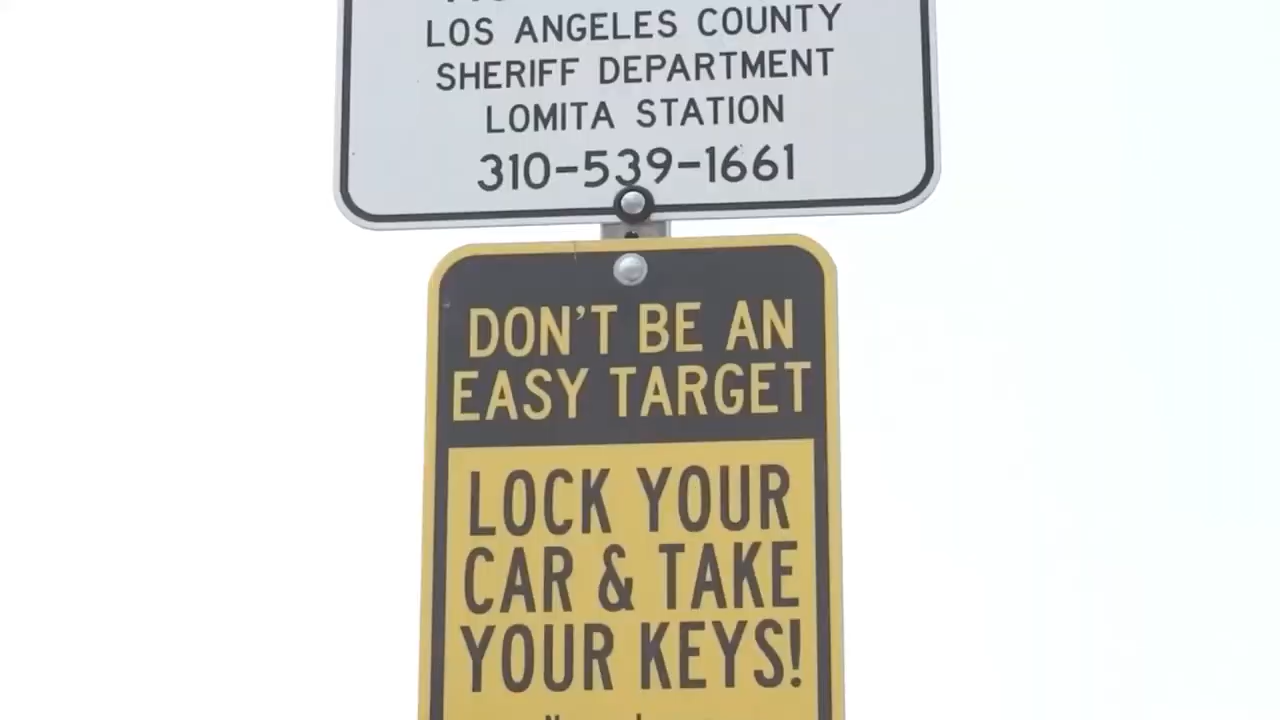 LOS ANGELES COUNTY
SHERIFF DEPARTMENT
LOMITA STATION
310-539-1661
DON'T BE AN
EASY TARGET
LOCK YOUR
CAR & TAKE
YOUR KEYS!